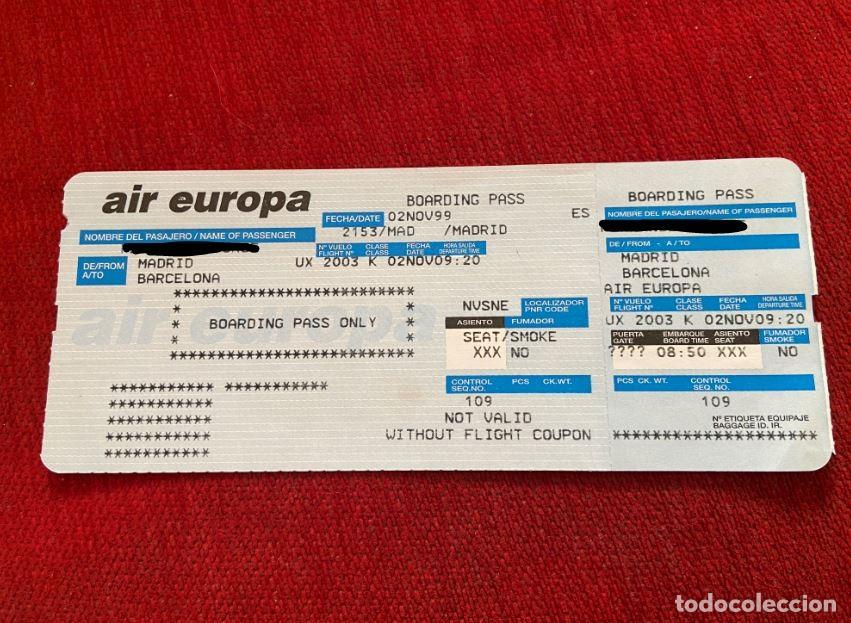 air europa
BOARDING PASS
FECHA/DATE 02NOV99 ES
NOMBRE DEL PASAJERO / NAME OF PASSENGER 2153/MAD /MADRID
Nº VUELO FLIGHT Nº CLASE CLASS FECHA DATE HORA SALIDA DEPARTURE TIME
DE/FROM MADRID UX 2003 K 02NOV09:20
A/TO BARCELONA
air europa
*********************
* *
* BOARDING PASS ONLY *
* *
*********************
NVSNE LOCALIZADOR PNR CODE
ASIENTO FUMADOR
SEAT/SMOKE
XXX NO
CONTROL SEQ.NO. PCS CK.WT.
109
********** **********
**********
**********
**********
**********
NOT VALID
WITHOUT FLIGHT COUPON
BOARDING PASS
NOMBRE DEL PASAJERO/NAME OF PASSENGER
DE / FROM - A / TO
MADRID
BARCELONA
AIR EUROPA
Nº VUELO FLIGHT Nº CLASE CLASS FECHA DATE HORA SALIDA DEPARTURE TIME
UX 2003 K 02NOV09:20
PUERTA GATE EMBARQUE BOARD TIME ASIENTO SEAT FUMADOR SMOKE
???? 08:50 XXX NO
PCS CK.WT. CONTROL SEQ.NO.
109
Nº ETIQUETA EQUIPAJE
BAGGAGE ID. IR.
********************
todocoleccion